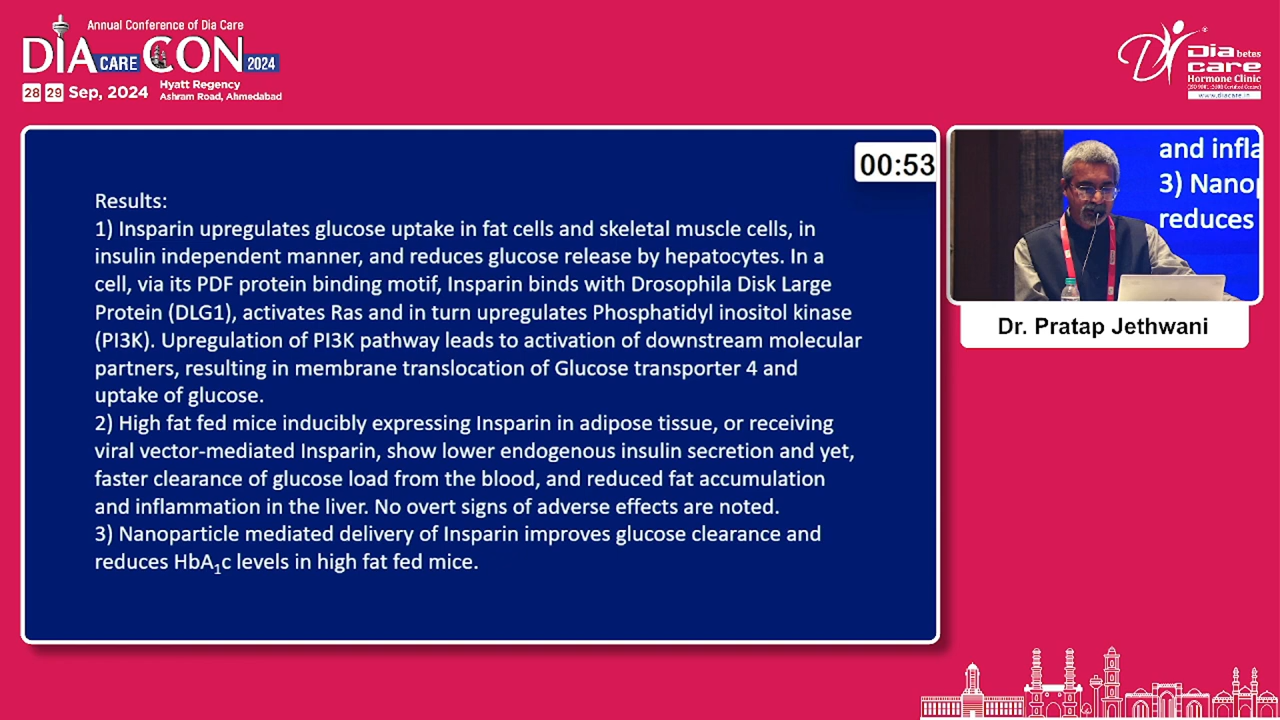 Annual Conference of Dia Care
DIA CARE CON 2024
28 29 Sep, 2024
Hyatt Regency
Ashram Road, Ahmedabad
Dia betes
care
Hormone Clinic
(ISO 9001 : 2008 Certified Centre)
www.diacare.in
00:53
Results:
1) Insparin upregulates glucose uptake in fat cells and skeletal muscle cells, in
insulin independent manner, and reduces glucose release by hepatocytes. In a
cell, via its PDF protein binding motif, Insparin binds with Drosophila Disk Large
Protein (DLG1), activates Ras and in turn upregulates Phosphatidyl inositol kinase
(PI3K). Upregulation of PI3K pathway leads to activation of downstream molecular
partners, resulting in membrane translocation of Glucose transporter 4 and
uptake of glucose.
2) High fat fed mice inducibly expressing Insparin in adipose tissue, or receiving
viral vector-mediated Insparin, show lower endogenous insulin secretion and yet,
faster clearance of glucose load from the blood, and reduced fat accumulation
and inflammation in the liver. No overt signs of adverse effects are noted.
3) Nanoparticle mediated delivery of Insparin improves glucose clearance and
reduces HbA₁c levels in high fat fed mice.
and infla
3) Nanop
reduces
Dr. Pratap Jethwani